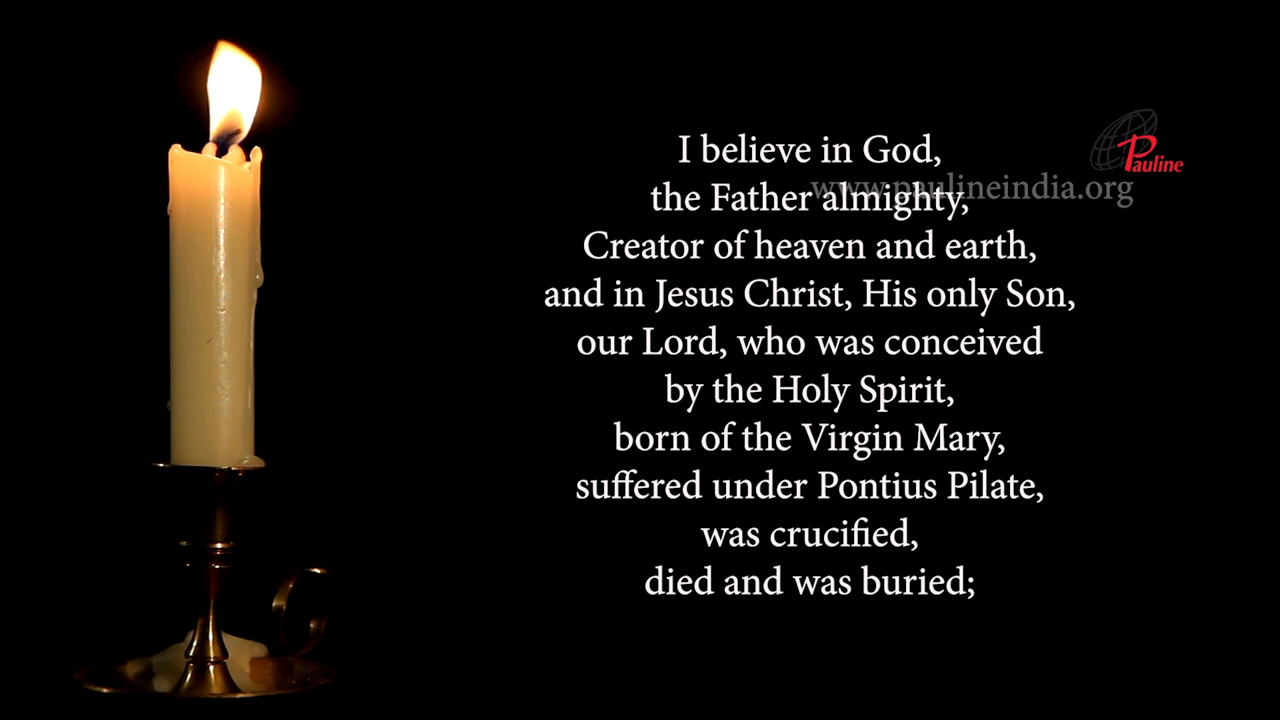 I believe in God,
the Father almighty,
Creator of heaven and earth,
and in Jesus Christ, His only Son,
our Lord, who was conceived
by the Holy Spirit,
born of the Virgin Mary,
suffered under Pontius Pilate,
was crucified,
died and was buried;
Pauline
www.paulineindia.org